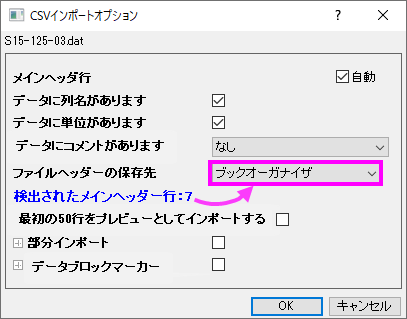 CSVインポートオプション
S15-125-03.dat
メインヘッダ行 自動
データに列名があります
データに単位があります
データにコメントがあります なし
ファイルヘッダーの保存先 ブックオーガナイザ
検出されたメインヘッダー行：7
最初の50行をプレビューとしてインポートする
部分インポート
データブロックマーカー
OK キャンセル